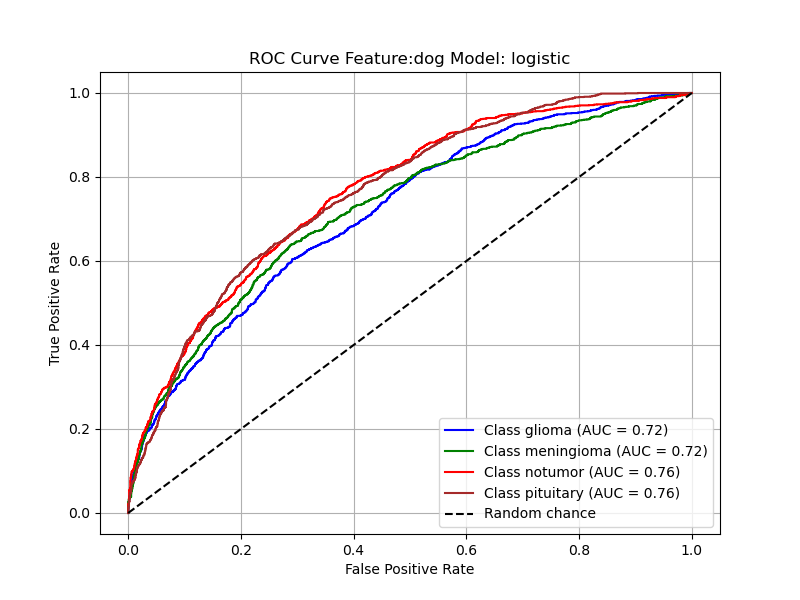 ROC Curve Feature:dog Model: logistic
True Positive Rate
1.0
0.8
0.6
0.4
0.2
0.0
Class glioma (AUC = 0.72)
Class meningioma (AUC = 0.72)
Class notumor (AUC = 0.76)
Class pituitary (AUC = 0.76)
Random chance
0.0 0.2 0.4 0.6 0.8 1.0
False Positive Rate